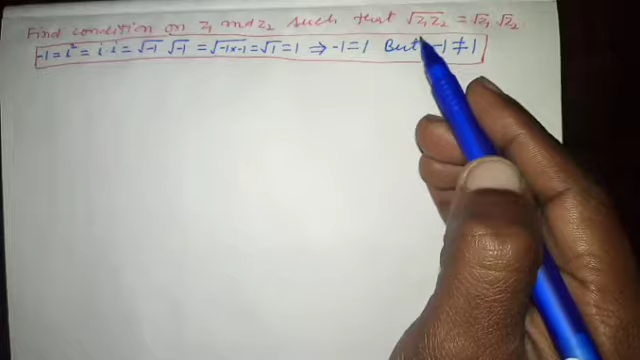 Find condition on z₁ and z₂ such that √z₁z₂ = √z₁ √z₂.
-1 = i² = i·i = √-1 √-1 = √-1×-1 = √1 = 1 ⇒ -1 = 1 But -1 ≠ 1